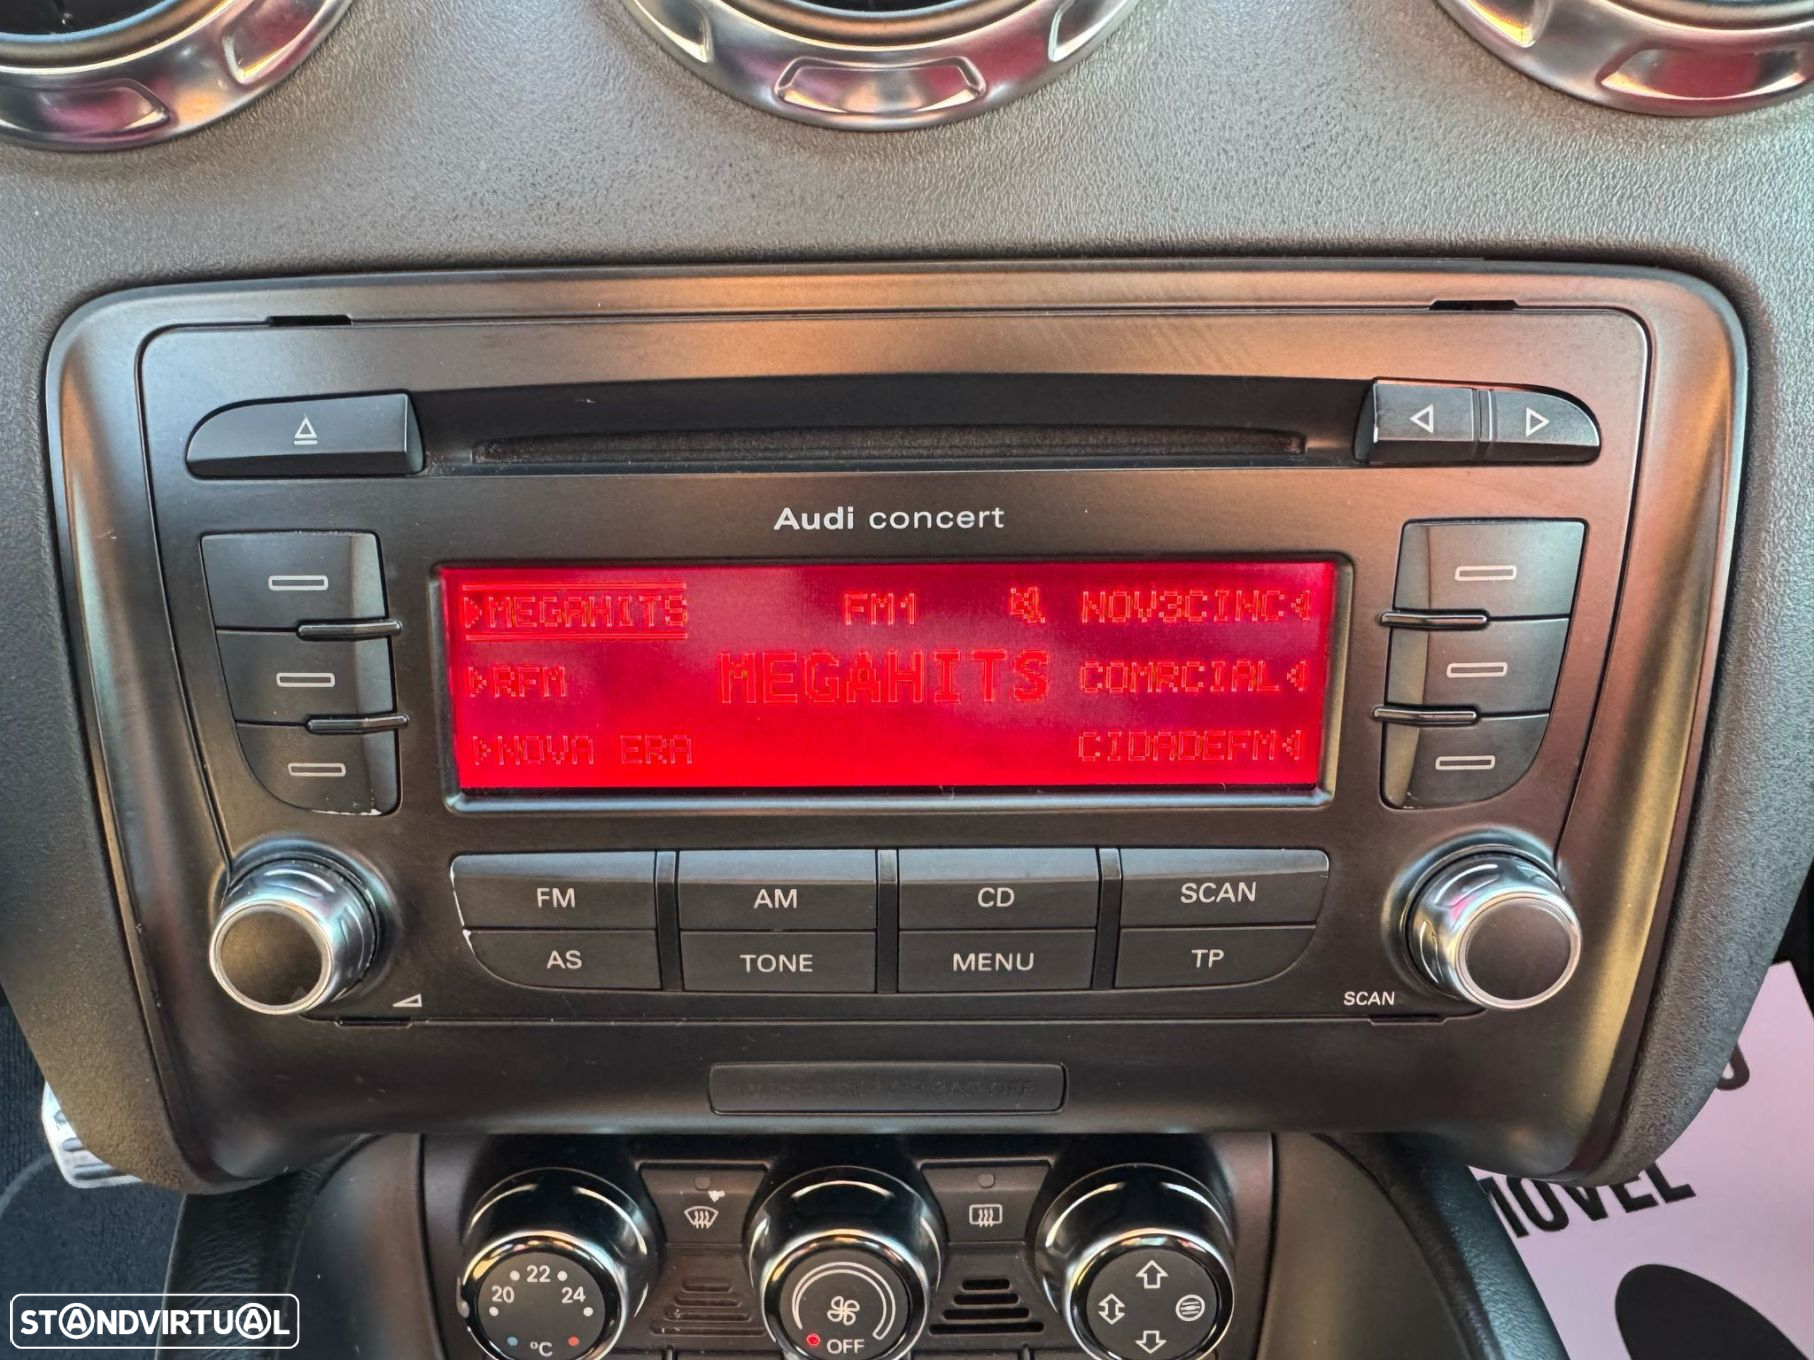 Audi concert
▷MEGAHITS FM1 NOV3CINC◁
▷RFM MEGAHITS COMRCIAL◁
▷NOVA ERA CIDADEFM◁
FM AM CD SCAN
AS TONE MENU TP
SCAN
MOVEL
20 22 24
°C
OFF
STANDVIRTUAL